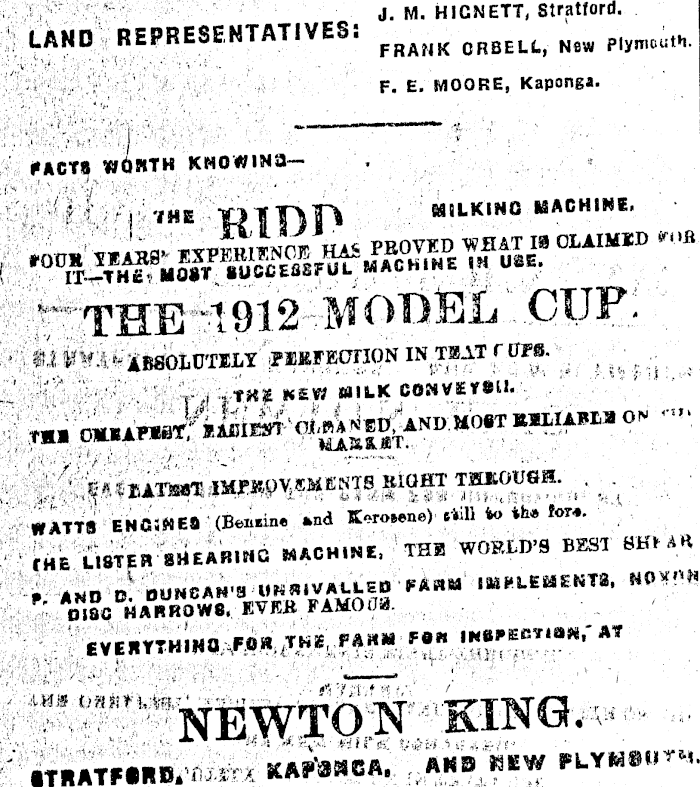 LAND REPRESENTATIVES:
J. M. HIGNETT, Stratford.
FRANK ORBELL, New Plymouth.
F. E. MOORE, Kaponga.
FACTS WORTH KNOWING—
THE RIDD MILKING MACHINE,
FOUR YEARS' EXPERIENCE HAS PROVED WHAT IS CLAIMED FOR
IT—THE MOST SUCCESSFUL MACHINE IN USE.
THE 1912 MODEL CUP.
ABSOLUTELY PERFECTION IN TEAT CUPS.
THE NEW MILK CONVEYOR.
THE CHEAPEST, EASIEST CLEANED, AND MOST RELIABLE ON
MARKET.
LATEST IMPROVEMENTS RIGHT THROUGH.
WATTS ENGINES (Benzine and Kerosene) still to the fore.
THE LISTER SHEARING MACHINE, THE WORLD'S BEST SHEAR
P. AND D. DUNCAN'S UNRIVALLED FARM IMPLEMENTS, NOXON
DISC HARROWS, EVER FAMOUS.
EVERYTHING FOR THE FARM FOR INSPECTION, AT
NEWTON KING.
STRATFORD, KAPONGA, AND NEW PLYMOUTH.